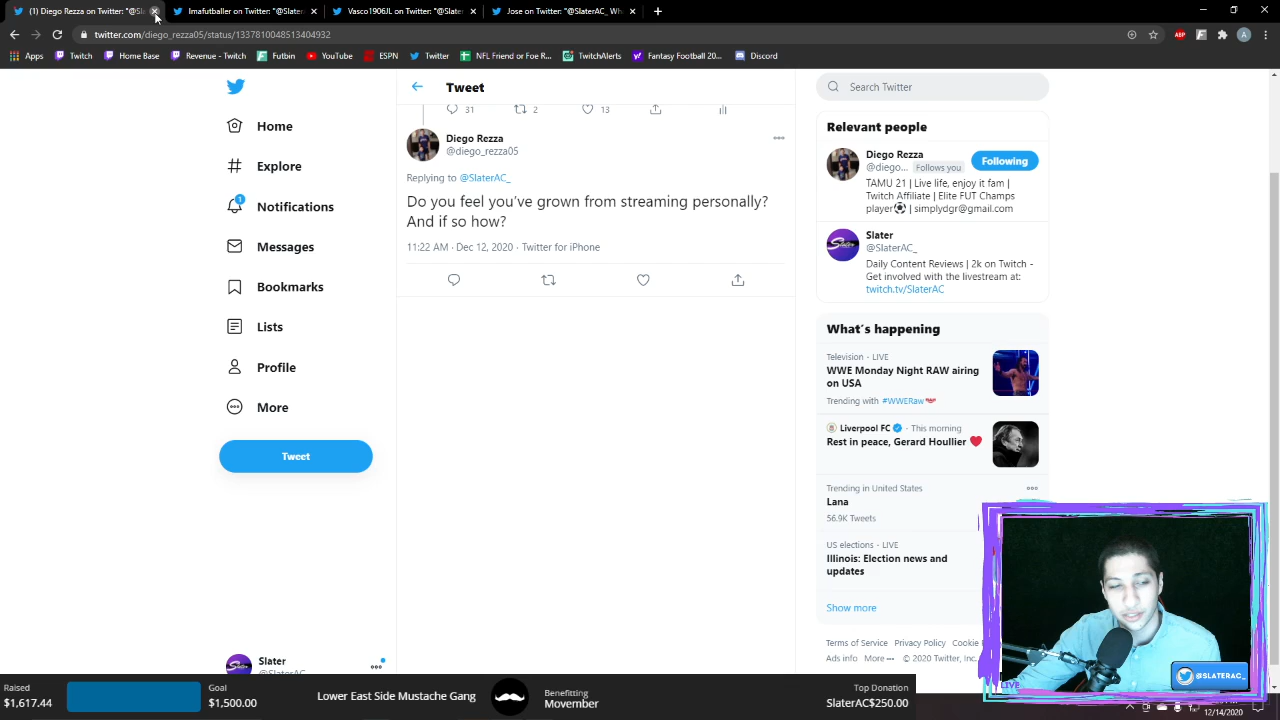 (1) Diego Rezza on Twitter: "@Sl
Imafutbol on Twitter: "@Slater
Vasco1906JL on Twitter: "@Slater
SlaterAC_ on Twitter: "Wh
twitter.com/diego_rezza05/status/1337810048513404932
Apps
Twitch
Home Base
Revenue - Twitch
Futbin
YouTube
ESPN
Twitter
NFL Friend or Foe R...
TwitchAlerts
Fantasy Football 20...
Discord
Home
Explore
1
Notifications
Messages
Bookmarks
Lists
Profile
More
Tweet
Slater
@SlaterAC_
Tweet
31
2
13
Diego Rezza
@diego_rezza05
Replying to @SlaterAC_
Do you feel you've grown from streaming personally?
And if so how?
11:22 AM · Dec 12, 2020 · Twitter for iPhone
Search Twitter
Relevant people
Diego Rezza
@diego... Follows you
Following
TAMU 21 | Live life, enjoy it fam |
Twitch Affiliate | Elite FUT Champs
player⚽ | simplydgr@gmail.com
Slater
@SlaterAC_
Daily Content Reviews | 2k on Twitch -
Get involved with the livestream at:
twitch.tv/SlaterAC
What's happening
Television · LIVE
WWE Monday Night RAW airing
on USA
Trending with #WWERaw
Liverpool FC · This morning
Rest in peace, Gerard Houllier ❤
Trending in United States
Lana
56.9K Tweets
US elections · LIVE
Illinois: Election news and
updates
Show more
Terms of Service Privacy Policy Cookie
Ads info More ··· © 2020 Twitter, Inc.
LIVE
@SLATERAC_
12/14/2020
Raised
$1,617.44
Goal
$1,500.00
Lower East Side Mustache Gang
Benefitting
Movember
Top Donation
SlaterAC$250.00